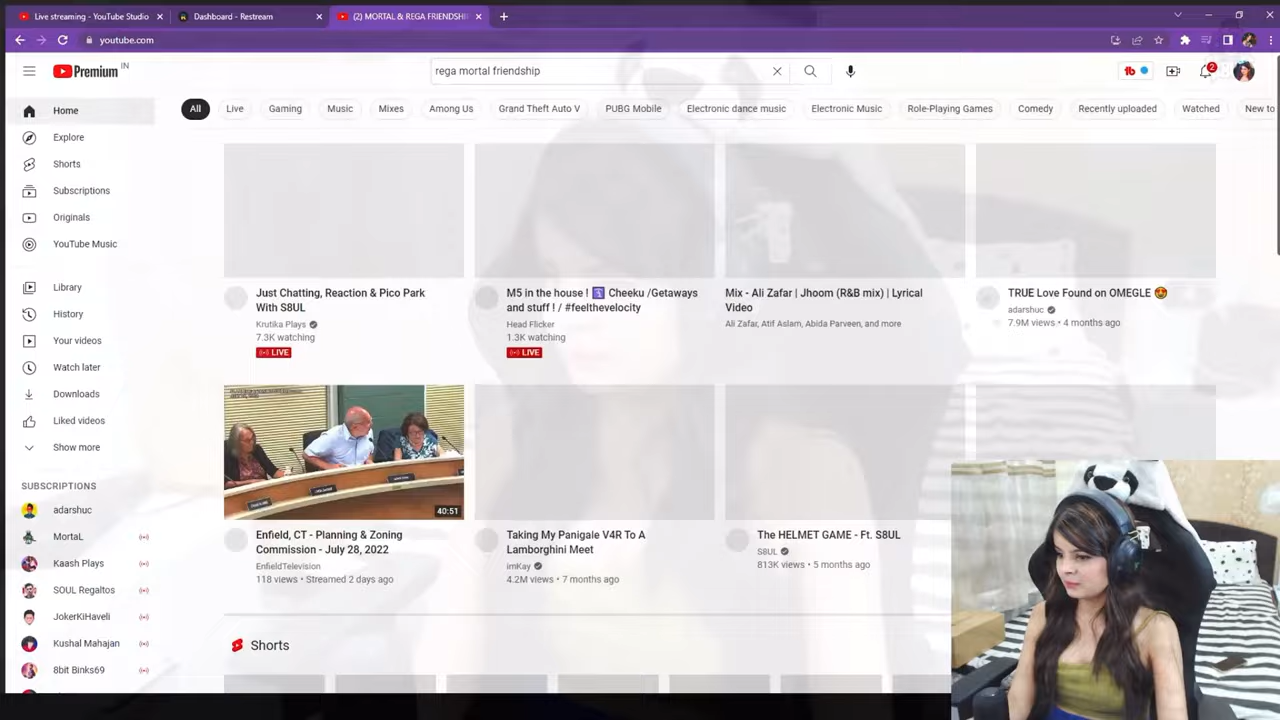 Live streaming - YouTube Studio
Dashboard - Restream
(2) MORTAL & REGA FRIENDSHI
youtube.com
Premium IN
rega mortal friendship
2
All
Live
Gaming
Music
Mixes
Among Us
Grand Theft Auto V
PUBG Mobile
Electronic dance music
Electronic Music
Role-Playing Games
Comedy
Recently uploaded
Watched
New to
Home
Explore
Shorts
Subscriptions
Originals
YouTube Music
Library
History
Your videos
Watch later
Downloads
Liked videos
Show more
SUBSCRIPTIONS
adarshuc
MortaL
Kaash Plays
SOUL Regaltos
JokerKiHaveli
Kushal Mahajan
8bit Binks69
Just Chatting, Reaction & Pico Park
With S8UL
Krutika Plays
7.3K watching
LIVE
M5 in the house ! Cheeku /Getaways
and stuff ! / #feelthevelocity
Head Flicker
1.3K watching
LIVE
Mix - Ali Zafar | Jhoom (R&B mix) | Lyrical
Video
Ali Zafar, Atif Aslam, Abida Parveen, and more
TRUE Love Found on OMEGLE 😍
adarshuc
7.9M views • 4 months ago
40:51
Enfield, CT - Planning & Zoning
Commission - July 28, 2022
EnfieldTelevision
118 views • Streamed 2 days ago
Taking My Panigale V4R To A
Lamborghini Meet
imKay
4.2M views • 7 months ago
The HELMET GAME - Ft. S8UL
S8UL
813K views • 5 months ago
Shorts